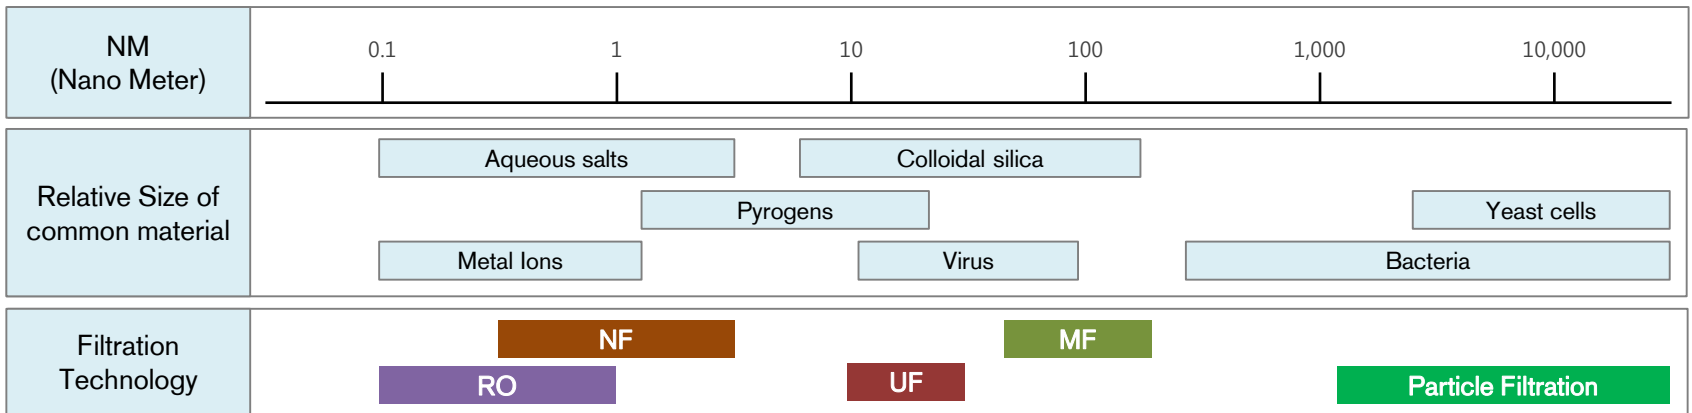 NM
(Nano Meter)
0.1 1 10 100 1,000 10,000
Relative Size of
common material
Aqueous salts Colloidal silica
Pyrogens Yeast cells
Metal Ions Virus Bacteria
Filtration
Technology
NF MF
RO UF Particle Filtration